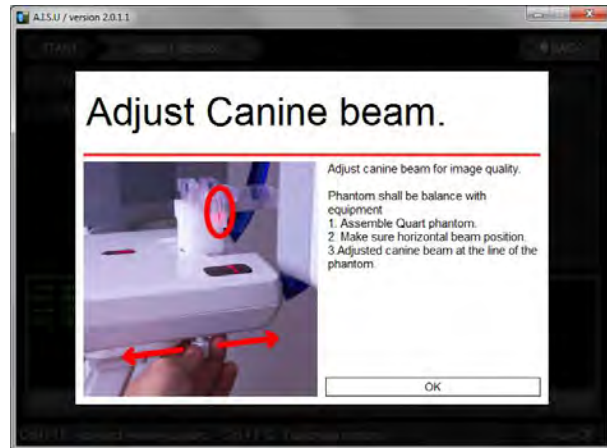 A.I.S.U / version 2.0.1.1
START
BACK
Adjust Canine beam.
Adjust canine beam for image quality.
Phantom shall be balance with
equipment
1. Assemble Quart phantom.
2. Make sure horizontal beam position.
3.Adjusted canine beam at the line of the
phantom.
OK